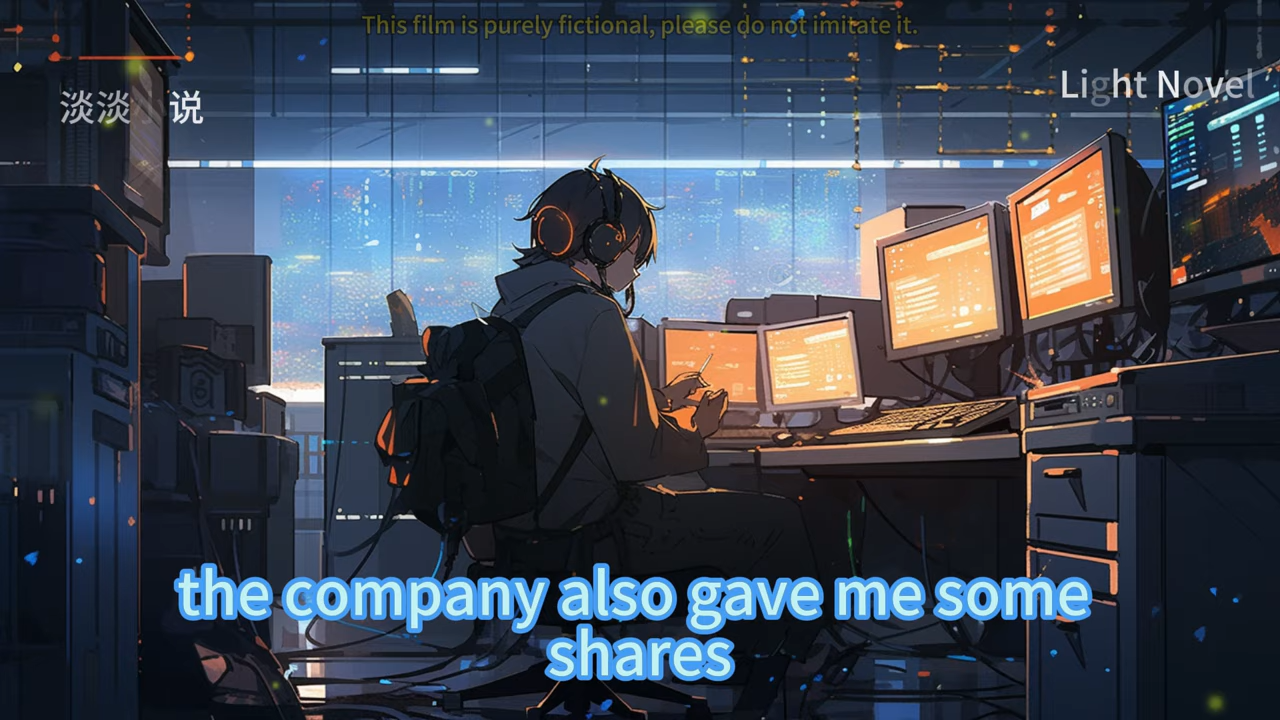 This film is purely fictional, please do not imitate it.
淡淡 说
Light Novel
the company also gave me some
shares